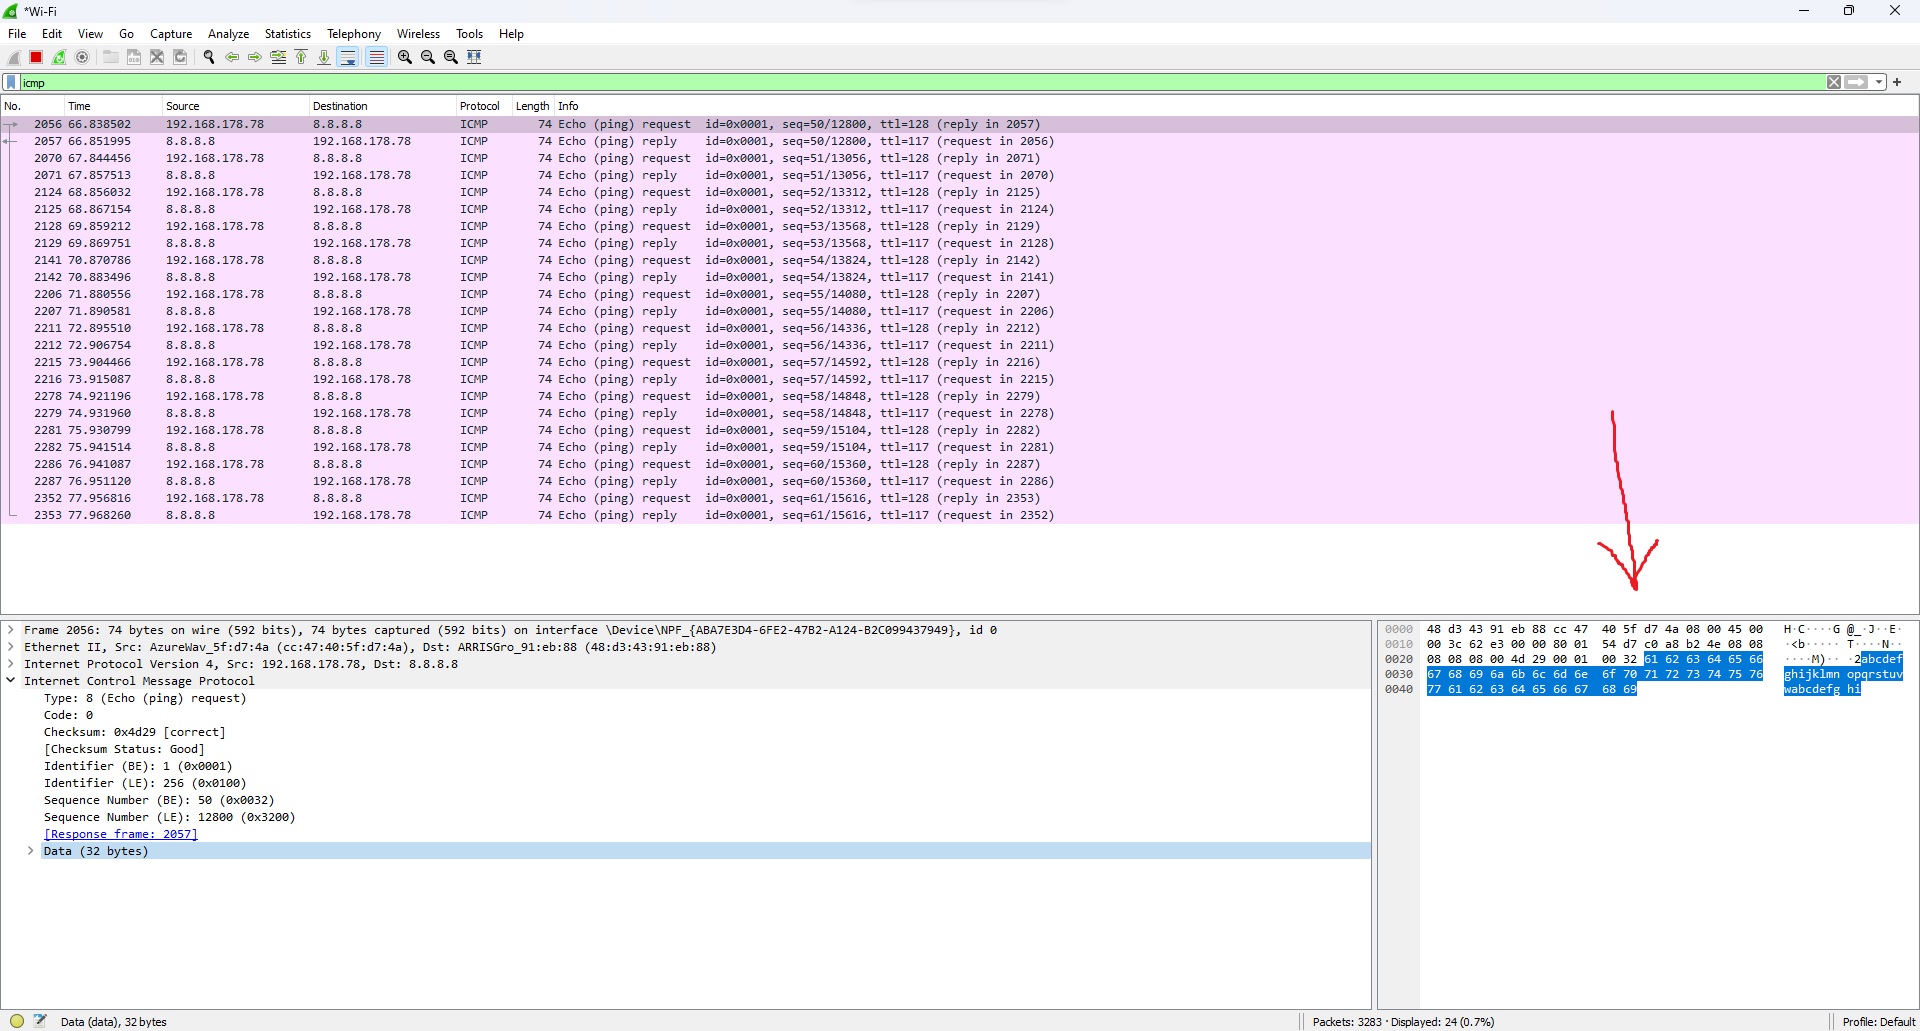 *Wi-Fi
File Edit View Go Capture Analyze Statistics Telephony Wireless Tools Help
icmp
No. Time Source Destination Protocol Length Info
2056 66.838502 192.168.178.78 8.8.8.8 ICMP 74 Echo (ping) request id=0x0001, seq=50/12800, ttl=128 (reply in 2057)
2057 66.851995 8.8.8.8 192.168.178.78 ICMP 74 Echo (ping) reply id=0x0001, seq=50/12800, ttl=117 (request in 2056)
2070 67.844456 192.168.178.78 8.8.8.8 ICMP 74 Echo (ping) request id=0x0001, seq=51/13056, ttl=128 (reply in 2071)
2071 67.857513 8.8.8.8 192.168.178.78 ICMP 74 Echo (ping) reply id=0x0001, seq=51/13056, ttl=117 (request in 2070)
2124 68.856032 192.168.178.78 8.8.8.8 ICMP 74 Echo (ping) request id=0x0001, seq=52/13312, ttl=128 (reply in 2125)
2125 68.867154 8.8.8.8 192.168.178.78 ICMP 74 Echo (ping) reply id=0x0001, seq=52/13312, ttl=117 (request in 2124)
2128 69.859212 192.168.178.78 8.8.8.8 ICMP 74 Echo (ping) request id=0x0001, seq=53/13568, ttl=128 (reply in 2129)
2129 69.869751 8.8.8.8 192.168.178.78 ICMP 74 Echo (ping) reply id=0x0001, seq=53/13568, ttl=117 (request in 2128)
2141 70.870786 192.168.178.78 8.8.8.8 ICMP 74 Echo (ping) request id=0x0001, seq=54/13824, ttl=128 (reply in 2142)
2142 70.883496 8.8.8.8 192.168.178.78 ICMP 74 Echo (ping) reply id=0x0001, seq=54/13824, ttl=117 (request in 2141)
2206 71.880556 192.168.178.78 8.8.8.8 ICMP 74 Echo (ping) request id=0x0001, seq=55/14080, ttl=128 (reply in 2207)
2207 71.890581 8.8.8.8 192.168.178.78 ICMP 74 Echo (ping) reply id=0x0001, seq=55/14080, ttl=117 (request in 2206)
2211 72.895510 192.168.178.78 8.8.8.8 ICMP 74 Echo (ping) request id=0x0001, seq=56/14336, ttl=128 (reply in 2212)
2212 72.906754 8.8.8.8 192.168.178.78 ICMP 74 Echo (ping) reply id=0x0001, seq=56/14336, ttl=117 (request in 2211)
2215 73.904466 192.168.178.78 8.8.8.8 ICMP 74 Echo (ping) request id=0x0001, seq=57/14592, ttl=128 (reply in 2216)
2216 73.915087 8.8.8.8 192.168.178.78 ICMP 74 Echo (ping) reply id=0x0001, seq=57/14592, ttl=117 (request in 2215)
2278 74.921196 192.168.178.78 8.8.8.8 ICMP 74 Echo (ping) request id=0x0001, seq=58/14848, ttl=128 (reply in 2279)
2279 74.931960 8.8.8.8 192.168.178.78 ICMP 74 Echo (ping) reply id=0x0001, seq=58/14848, ttl=117 (request in 2278)
2281 75.930799 192.168.178.78 8.8.8.8 ICMP 74 Echo (ping) request id=0x0001, seq=59/15104, ttl=128 (reply in 2282)
2282 75.941514 8.8.8.8 192.168.178.78 ICMP 74 Echo (ping) reply id=0x0001, seq=59/15104, ttl=117 (request in 2281)
2286 76.941087 192.168.178.78 8.8.8.8 ICMP 74 Echo (ping) request id=0x0001, seq=60/15360, ttl=128 (reply in 2287)
2287 76.951120 8.8.8.8 192.168.178.78 ICMP 74 Echo (ping) reply id=0x0001, seq=60/15360, ttl=117 (request in 2286)
2352 77.956816 192.168.178.78 8.8.8.8 ICMP 74 Echo (ping) request id=0x0001, seq=61/15616, ttl=128 (reply in 2353)
2353 77.968260 8.8.8.8 192.168.178.78 ICMP 74 Echo (ping) reply id=0x0001, seq=61/15616, ttl=117 (request in 2352)
Frame 2056: 74 bytes on wire (592 bits), 74 bytes captured (592 bits) on interface \Device\NPF_{ABA7E3D4-6FE2-47B2-A124-B2C099437949}, id 0
Ethernet II, Src: AzureWav_5f:d7:4a (cc:47:40:5f:d7:4a), Dst: ARRISGro_91:eb:88 (48:d3:43:91:eb:88)
Internet Protocol Version 4, Src: 192.168.178.78, Dst: 8.8.8.8
Internet Control Message Protocol
Type: 8 (Echo (ping) request)
Code: 0
Checksum: 0x4d29 [correct]
[Checksum Status: Good]
Identifier (BE): 1 (0x0001)
Identifier (LE): 256 (0x0100)
Sequence Number (BE): 50 (0x0032)
Sequence Number (LE): 12800 (0x3200)
[Response frame: 2057]
Data (32 bytes)
0000 48 d3 43 91 eb 88 cc 47 40 5f d7 4a 08 00 45 00 H·C····G @_·J··E·
0010 00 3c 62 e3 00 00 80 01 54 d7 c0 a8 b2 4e 08 08 ·<b····· T····N··
0020 08 08 08 00 4d 29 00 01 00 32 61 62 63 64 65 66 ····M)·· ·2abcdef
0030 67 68 69 6a 6b 6c 6d 6e 6f 70 71 72 73 74 75 76 ghijklmn opqrstuv
0040 77 61 62 63 64 65 66 67 68 69 wabcdefg hi
Data (data), 32 bytes
Packets: 3283 · Displayed: 24 (0.7%)
Profile: Default